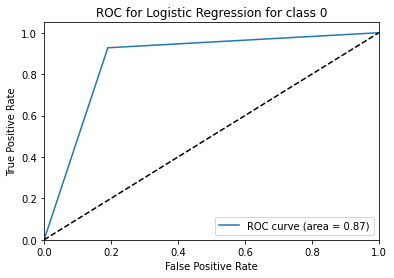 ROC for Logistic Regression for class 0
True Positive Rate
1.0
0.8
0.6
0.4
0.2
0.0
0.0 0.2 0.4 0.6 0.8 1.0
False Positive Rate
ROC curve (area = 0.87)